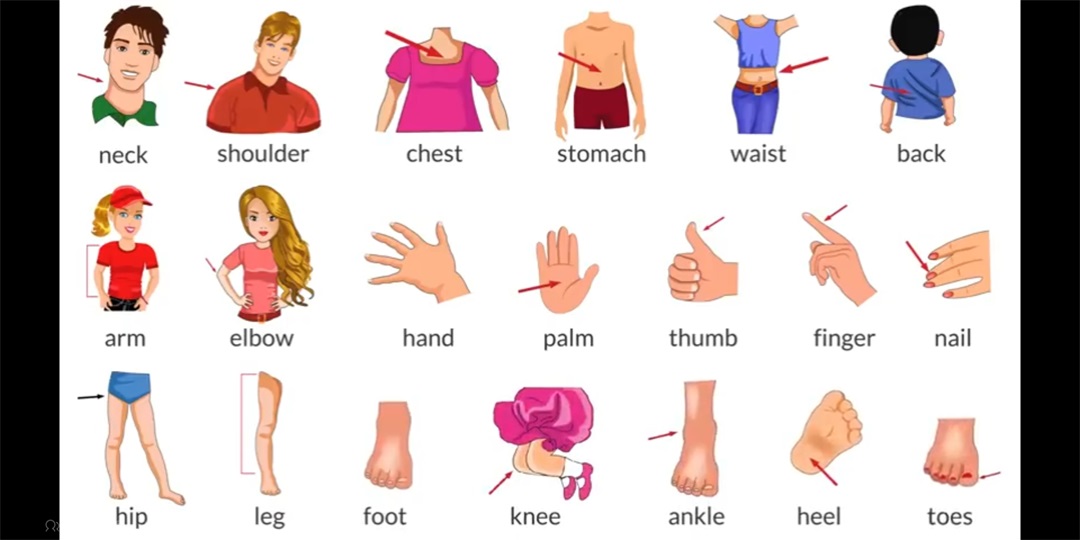 neck shoulder chest stomach waist back
arm elbow hand palm thumb finger nail
hip leg foot knee ankle heel toes